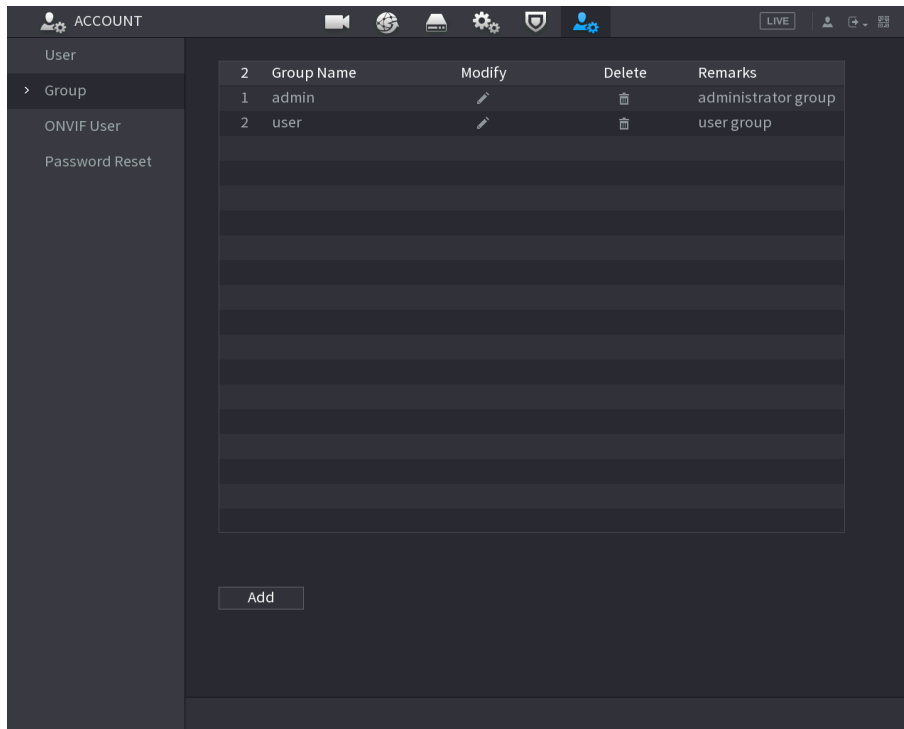 ACCOUNT LIVE
User
Group
ONVIF User
Password Reset
2 Group Name Modify Delete Remarks
1 admin administrator group
2 user user group
Add